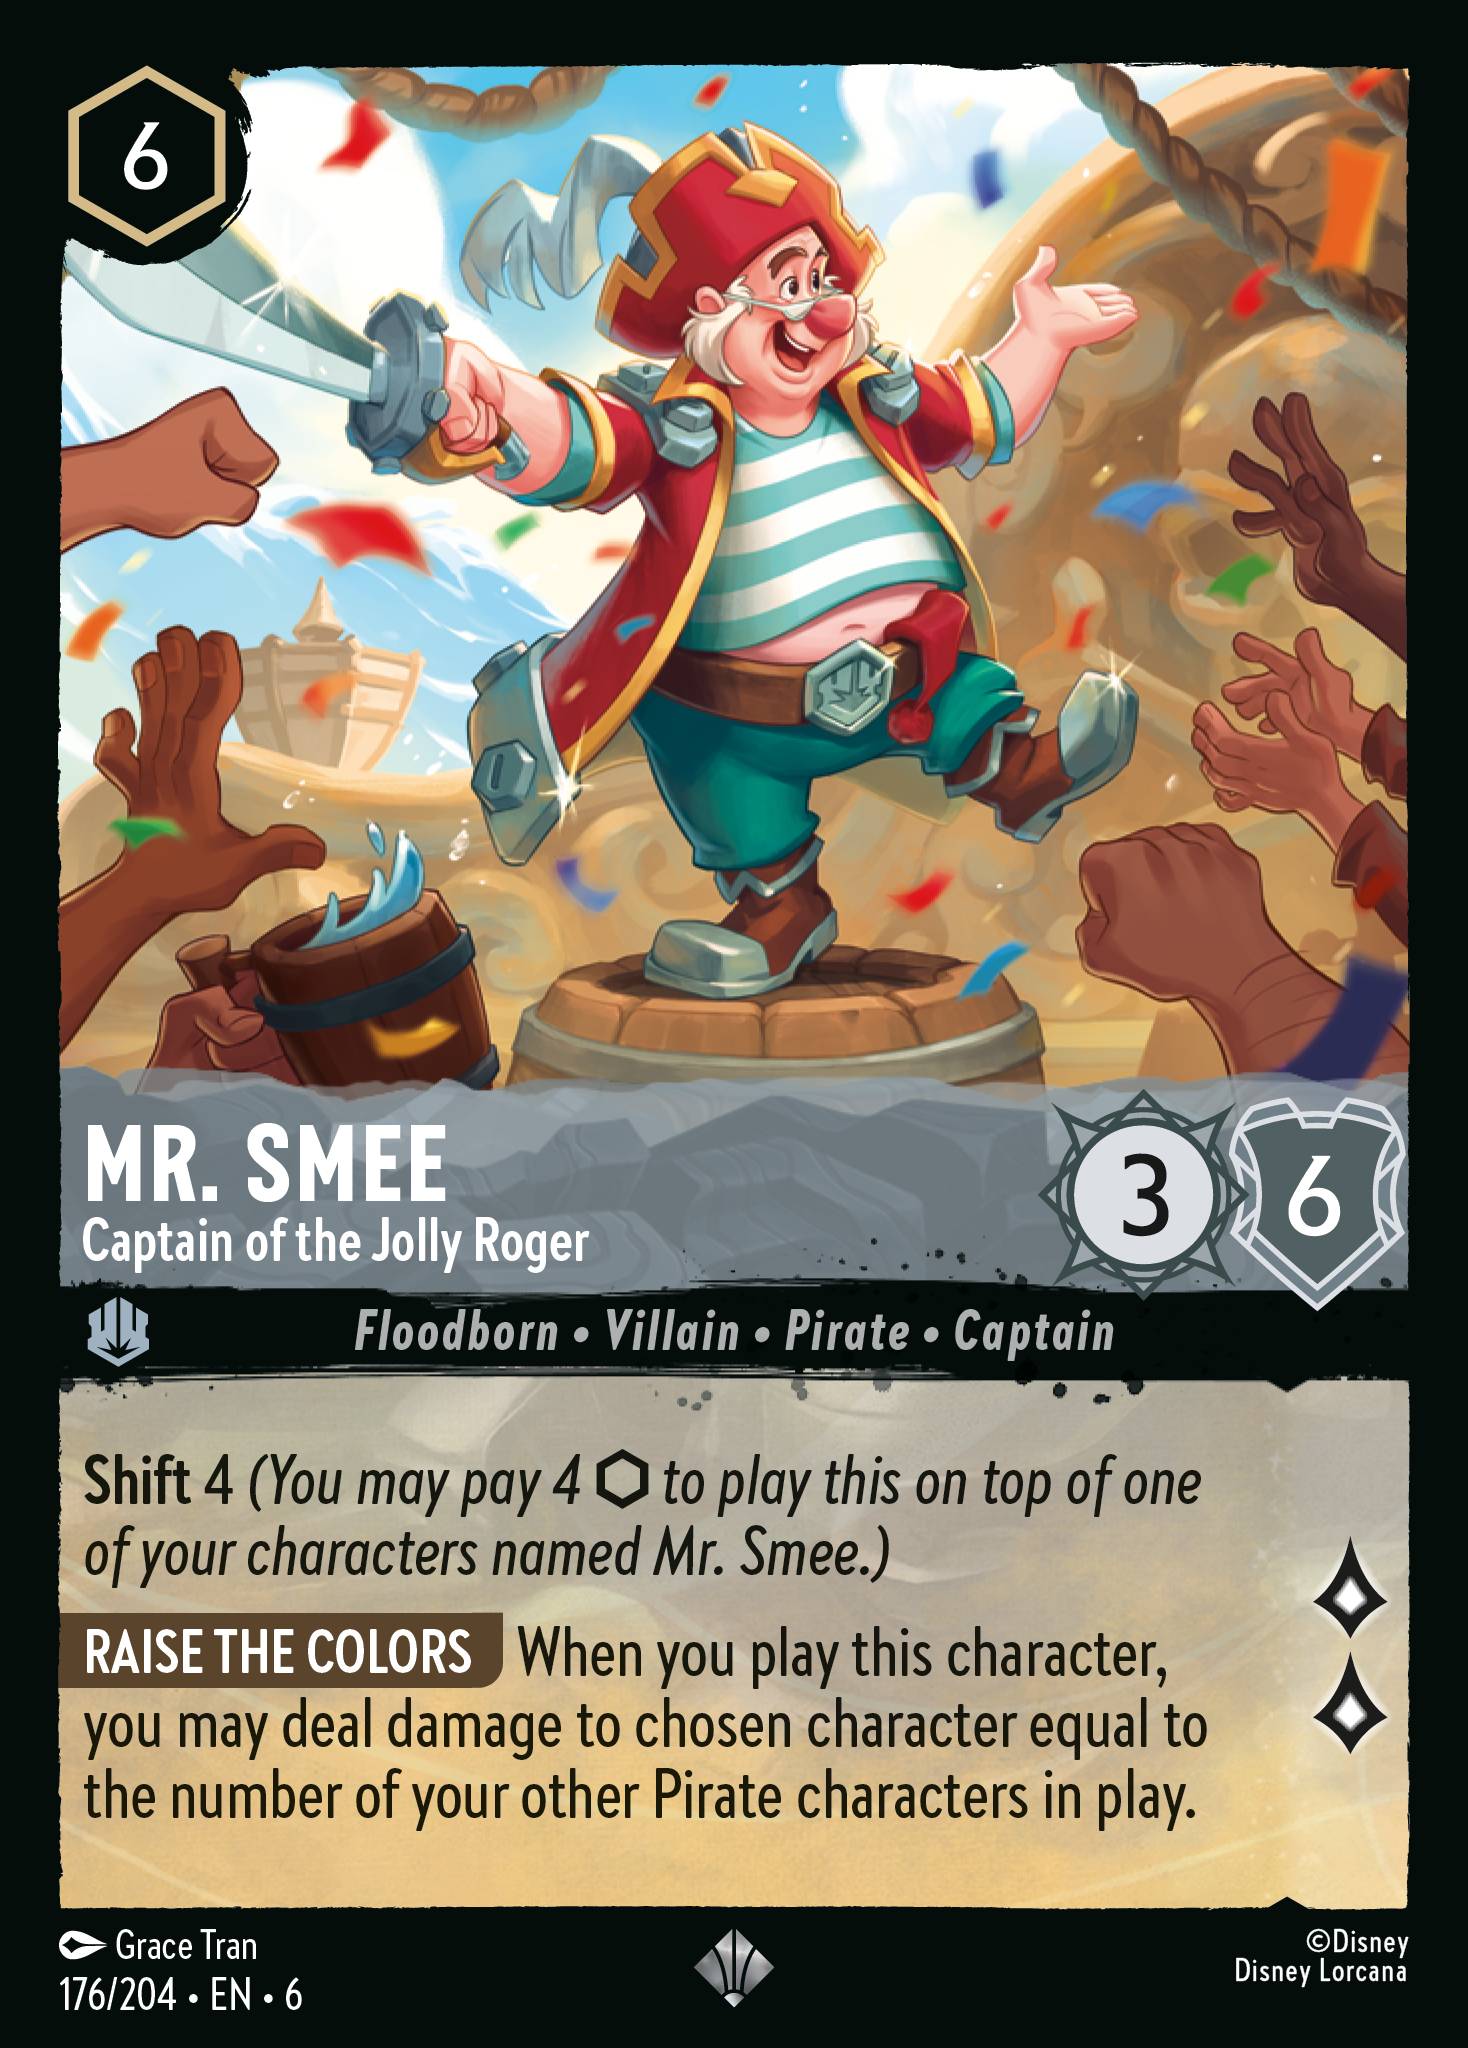 6
MR. SMEE
Captain of the Jolly Roger
3 6
Floodborn • Villain • Pirate • Captain
Shift 4 (You may pay 4 ⬡ to play this on top of one
of your characters named Mr. Smee.)
RAISE THE COLORS When you play this character,
you may deal damage to chosen character equal to
the number of your other Pirate characters in play.
Grace Tran
176/204 • EN • 6
©Disney
Disney Lorcana